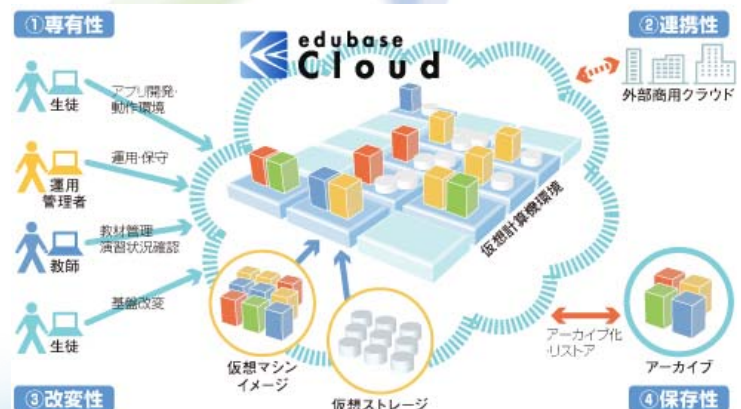 ①専有性
②連携性
edubase
Cloud
生徒
アプリ開発・
動作環境
外部商用クラウド
運用・保守
運用
管理者
教材管理
演習状況確認
教師
仮想計算機環境
基盤改変
生徒
アーカイブ化
・リストア
アーカイブ
仮想マシン
イメージ
仮想ストレージ
③改変性
④保存性